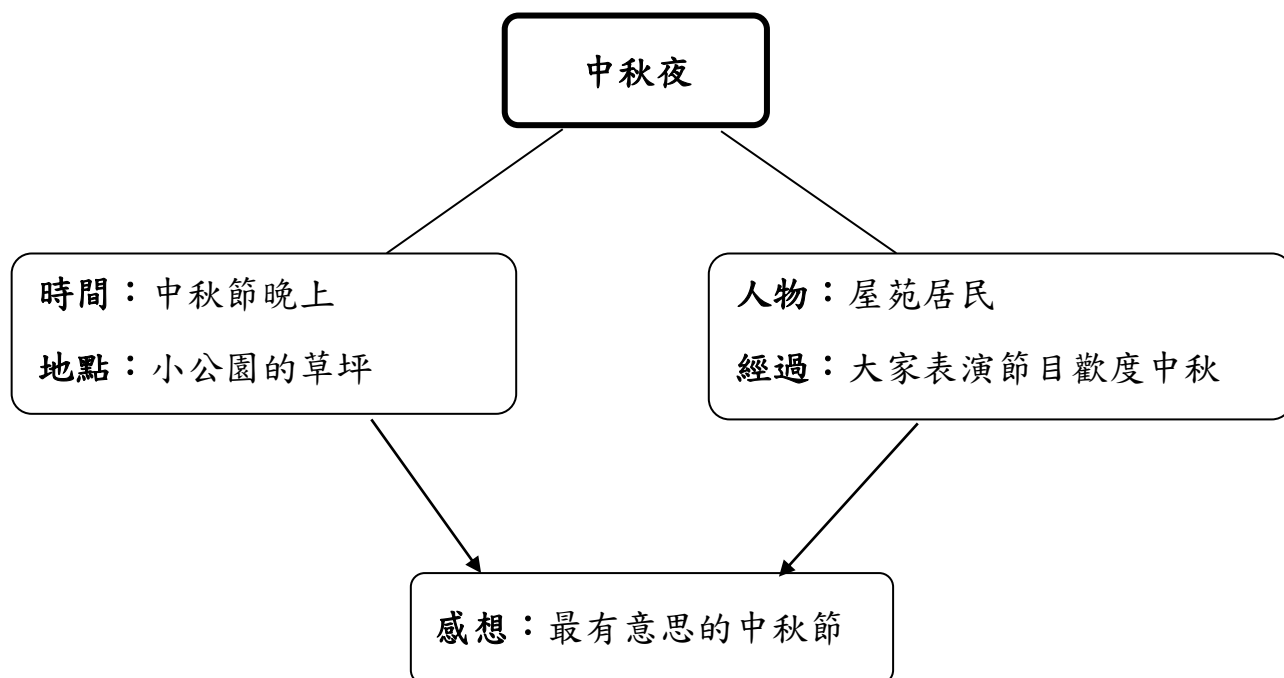 中秋夜
時間：中秋節晚上
地點：小公園的草坪
人物：屋苑居民
經過：大家表演節目歡度中秋
感想：最有意思的中秋節